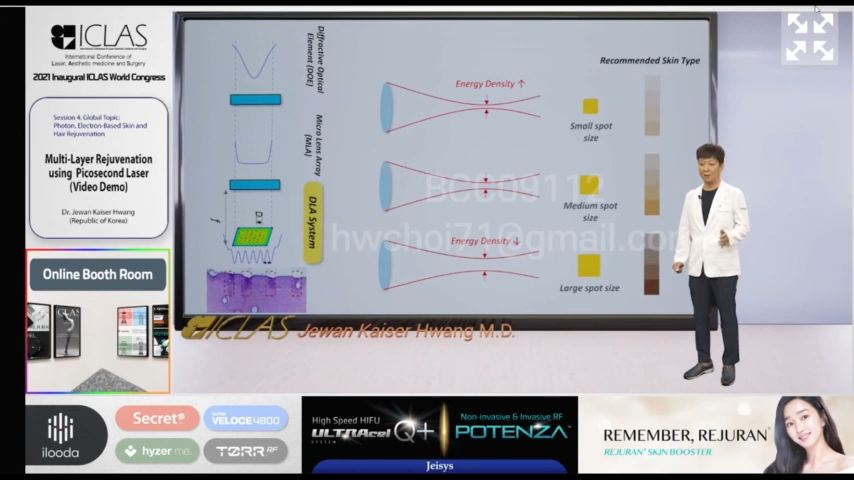 ICLAS
International Conference of
Laser, Aesthetic medicine and Surgery
2021 Inaugural ICLAS World Congress
Session 4. Global Topic:
Photon, Electron-Based Skin and
Hair Rejuvenation
Multi-Layer Rejuvenation
using Picosecond Laser
(Video Demo)
Dr. Jewan Kaiser Hwang
(Republic of Korea)
Online Booth Room
Diffractive Optical
Element (DOE)
Micro Lens Array
(MLA)
DLA System
f
D
Energy Density ↑
Energy Density ↓
Recommended Skin Type
Small spot
size
Medium spot
size
Large spot size
BC009112
hwshoi71@gmail.com
ICLAS Jewan Kaiser Hwang M.D.
ilooda
Secret
VELOCE 4800
hyzer me.
TORR RF
High Speed HIFU
ULTRAcel Q+
SYSTEM
Non-invasive & Invasive RF
POTENZA
Jeisys
REMEMBER, REJURAN
REJURAN SKIN BOOSTER